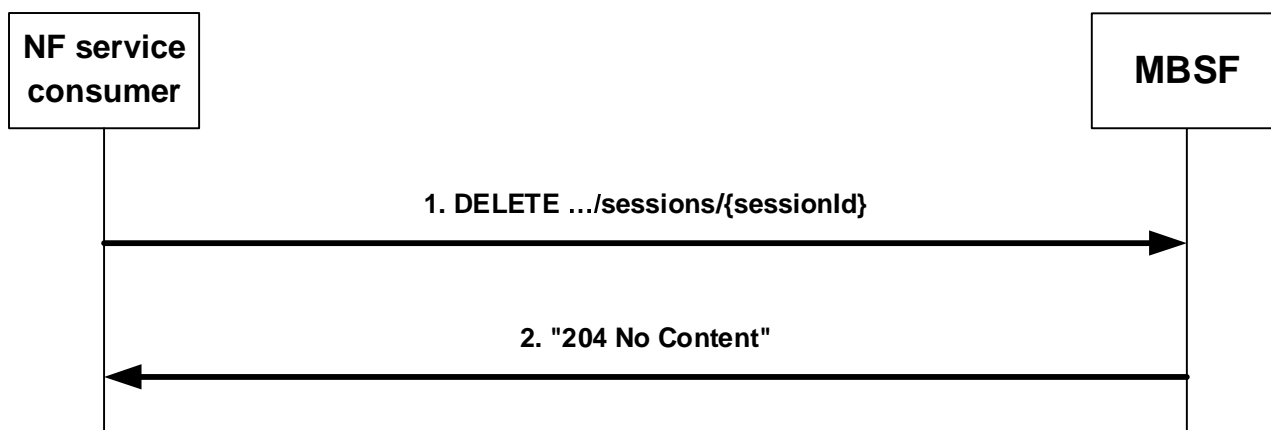 NF service
consumer
MBSF
1. DELETE …/sessions/{sessionId}
2. "204 No Content"